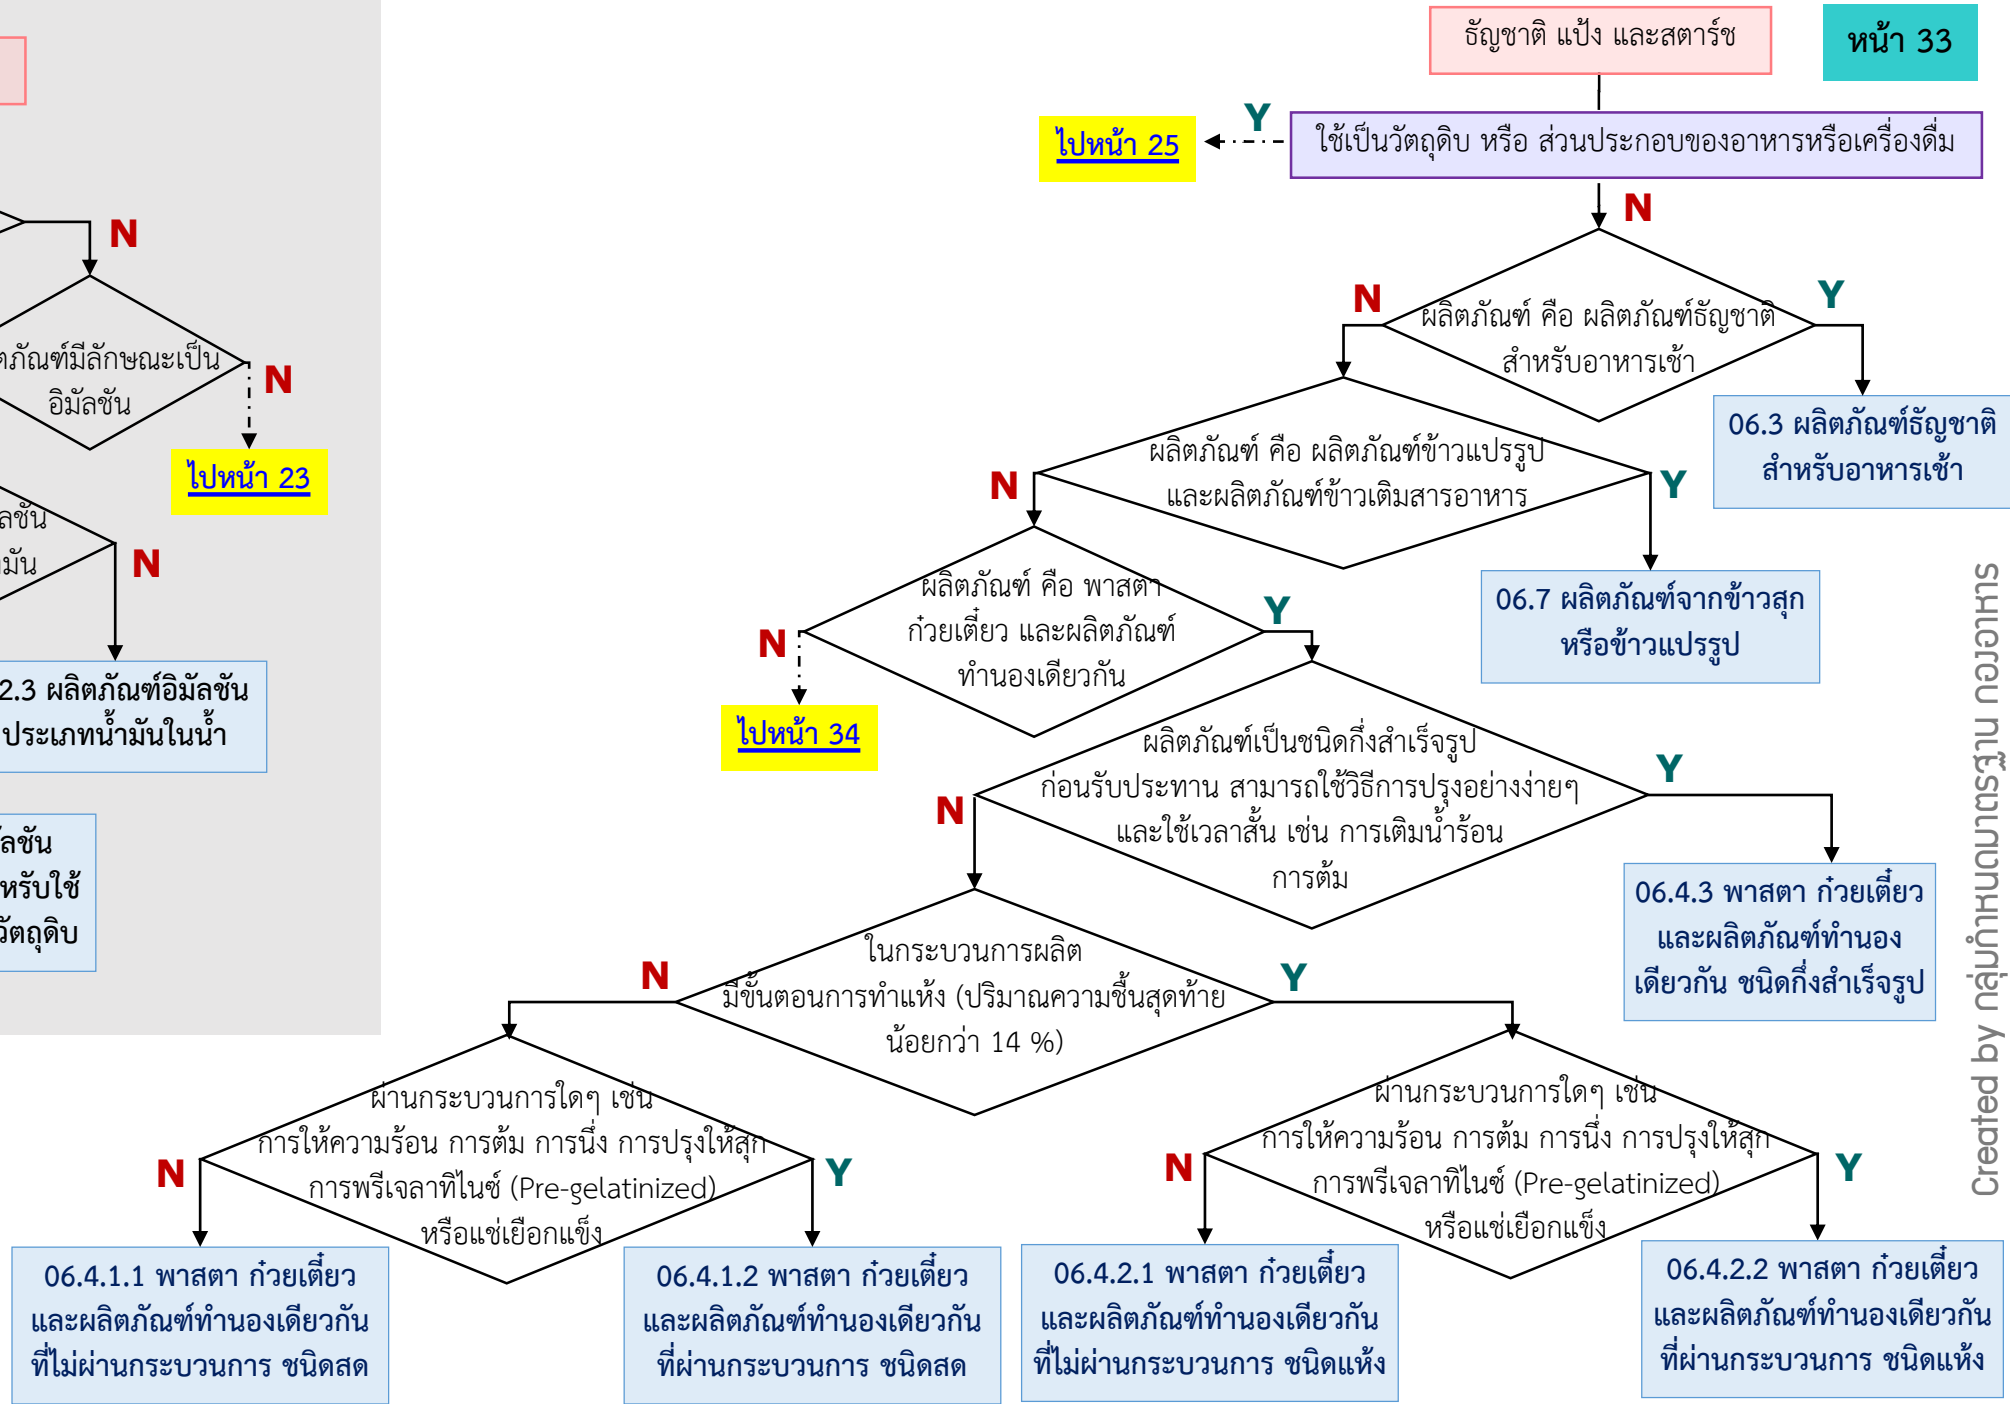 ธัญชาติ แป้ง และสตาร์ช
หน้า 33
Y
ไปหน้า 25
ใช้เป็นวัตถุดิบ หรือ ส่วนประกอบของอาหารหรือเครื่องดื่ม
N
N
ผลิตภัณฑ์ คือ ผลิตภัณฑ์ธัญชาติ
สำหรับอาหารเช้า
Y
06.3 ผลิตภัณฑ์ธัญชาติ
สำหรับอาหารเช้า
N
ผลิตภัณฑ์ คือ ผลิตภัณฑ์ข้าวแปรรูป
และผลิตภัณฑ์ข้าวเติมสารอาหาร
Y
06.7 ผลิตภัณฑ์จากข้าวสุก
หรือข้าวแปรรูป
N
ผลิตภัณฑ์ คือ พาสตา
ก๋วยเตี๋ยว และผลิตภัณฑ์
ทำนองเดียวกัน
Y
ไปหน้า 34
N
ผลิตภัณฑ์เป็นชนิดกึ่งสำเร็จรูป
ก่อนรับประทาน สามารถใช้วิธีการปรุงอย่างง่ายๆ
และใช้เวลาสั้น เช่น การเติมน้ำร้อน
การต้ม
Y
06.4.3 พาสตา ก๋วยเตี๋ยว
และผลิตภัณฑ์ทำนอง
เดียวกัน ชนิดกึ่งสำเร็จรูป
N
ในกระบวนการผลิต
มีขั้นตอนการทำแห้ง (ปริมาณความชื้นสุดท้าย
น้อยกว่า 14 %)
Y
N
ผ่านกระบวนการใดๆ เช่น
การให้ความร้อน การต้ม การนึ่ง การปรุงให้สุก
การพรีเจลาทิไนซ์ (Pre-gelatinized)
หรือแช่เยือกแข็ง
Y
N
ผ่านกระบวนการใดๆ เช่น
การให้ความร้อน การต้ม การนึ่ง การปรุงให้สุก
การพรีเจลาทิไนซ์ (Pre-gelatinized)
หรือแช่เยือกแข็ง
Y
06.4.1.1 พาสตา ก๋วยเตี๋ยว
และผลิตภัณฑ์ทำนองเดียวกัน
ที่ไม่ผ่านกระบวนการ ชนิดสด
06.4.1.2 พาสตา ก๋วยเตี๋ยว
และผลิตภัณฑ์ทำนองเดียวกัน
ที่ผ่านกระบวนการ ชนิดสด
06.4.2.1 พาสตา ก๋วยเตี๋ยว
และผลิตภัณฑ์ทำนองเดียวกัน
ที่ไม่ผ่านกระบวนการ ชนิดแห้ง
06.4.2.2 พาสตา ก๋วยเตี๋ยว
และผลิตภัณฑ์ทำนองเดียวกัน
ที่ผ่านกระบวนการ ชนิดแห้ง
Created by กลุ่มกำหนดมาตรฐาน กองอาหาร
N
ภัณฑ์มีลักษณะเป็น
อิมัลชัน
N
ไปหน้า 23
ลชัน
มัน
N
2.3 ผลิตภัณฑ์อิมัลชัน
ประเภทน้ำมันในน้ำ
ลชัน
หรับใช้
วัตถุดิบ